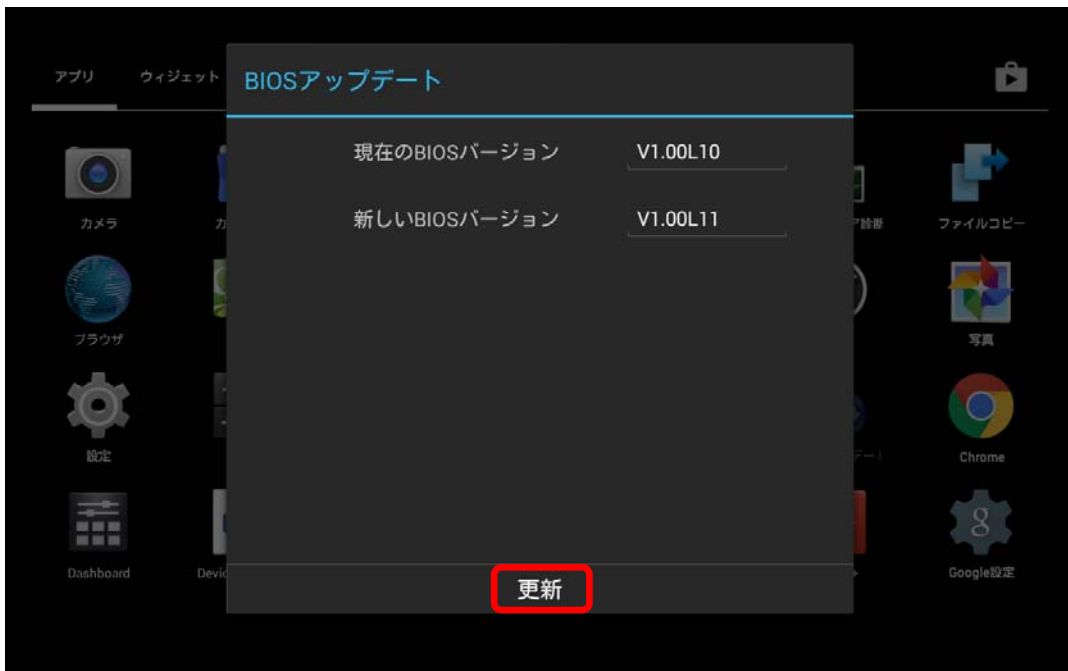 アプリ ウィジェット
BIOSアップデート
現在のBIOSバージョン V1.00L10
新しいBIOSバージョン V1.00L11
カメラ
ファイルコピー
ブラウザ
写真
設定
Chrome
Dashboard
Google設定
更新